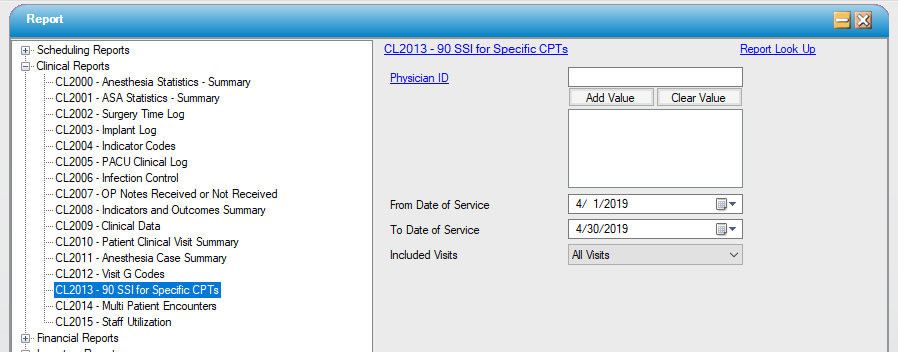 Report
Scheduling Reports
Clinical Reports
CL2000 - Anesthesia Statistics - Summary
CL2001 - ASA Statistics - Summary
CL2002 - Surgery Time Log
CL2003 - Implant Log
CL2004 - Indicator Codes
CL2005 - PACU Clinical Log
CL2006 - Infection Control
CL2007 - OP Notes Received or Not Received
CL2008 - Indicators and Outcomes Summary
CL2009 - Clinical Data
CL2010 - Patient Clinical Visit Summary
CL2011 - Anesthesia Case Summary
CL2012 - Visit G Codes
CL2013 - 90 SSI for Specific CPTs
CL2014 - Multi Patient Encounters
CL2015 - Staff Utilization
Financial Reports
CL2013 - 90 SSI for Specific CPTs Report Look Up
Physician ID
Add Value Clear Value
From Date of Service 4/ 1/2019
To Date of Service 4/30/2019
Included Visits All Visits